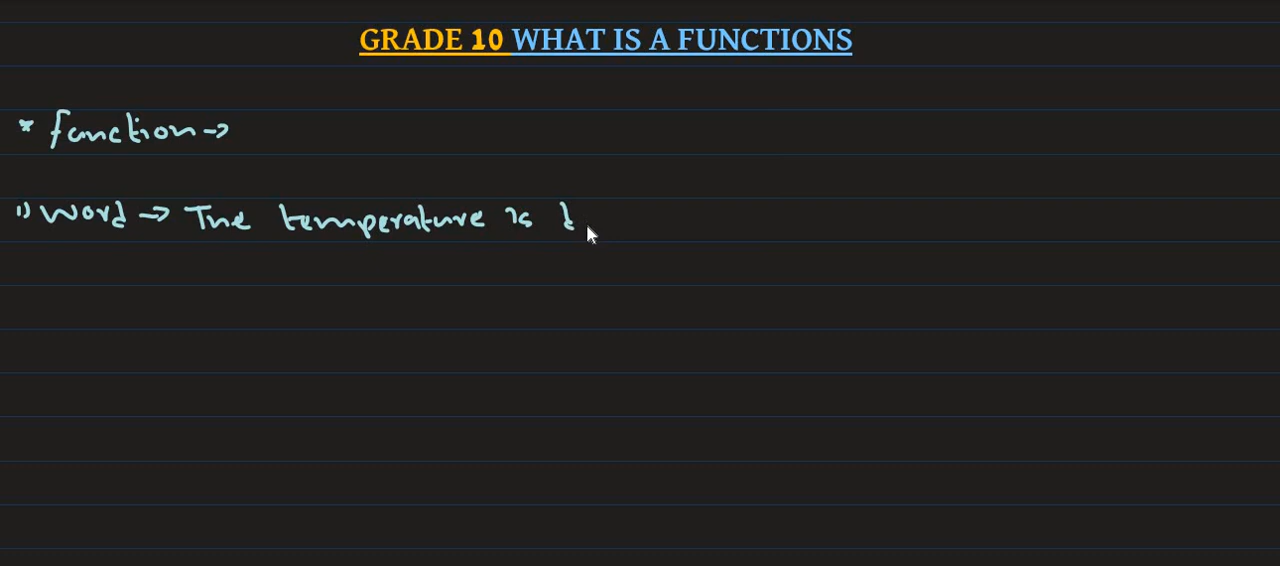 GRADE 10 WHAT IS A FUNCTIONS
* function →
1) Word → The temperature is